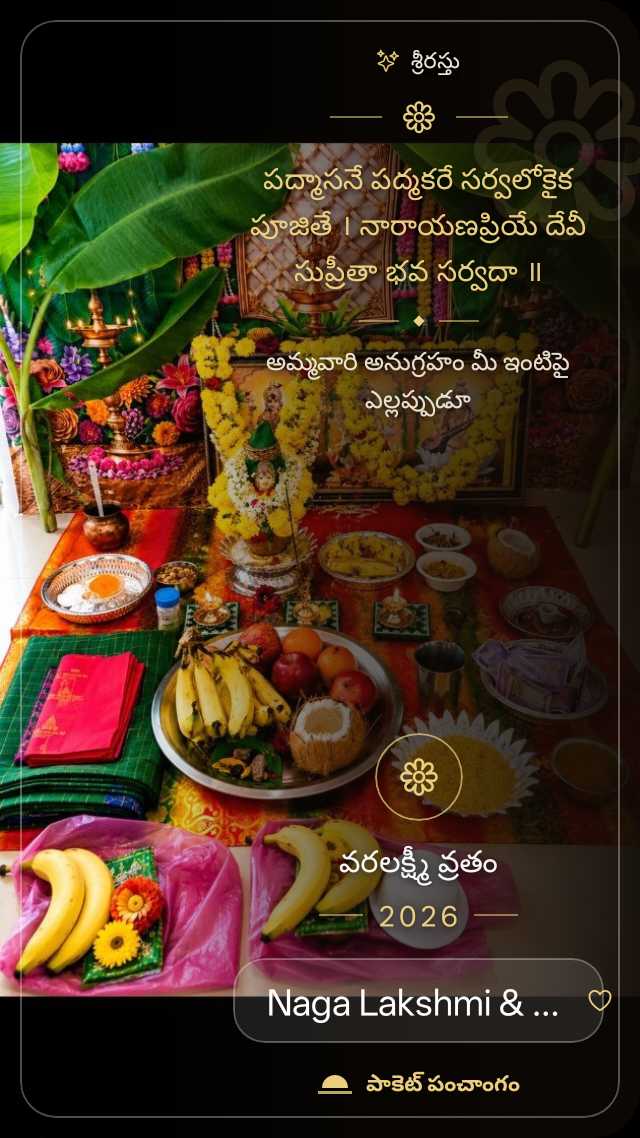 శ్రీరస్తు
పద్మాసనే పద్మకరే సర్వలోకైక
పూజితే । నారాయణప్రియే దేవీ
సుప్రీతా భవ సర్వదా ॥
అమ్మవారి అనుగ్రహం మీ ఇంటిపై
ఎల్లప్పుడూ
వరలక్ష్మీ వ్రతం
2026
Naga Lakshmi & ...
పాకెట్ పంచాంగం